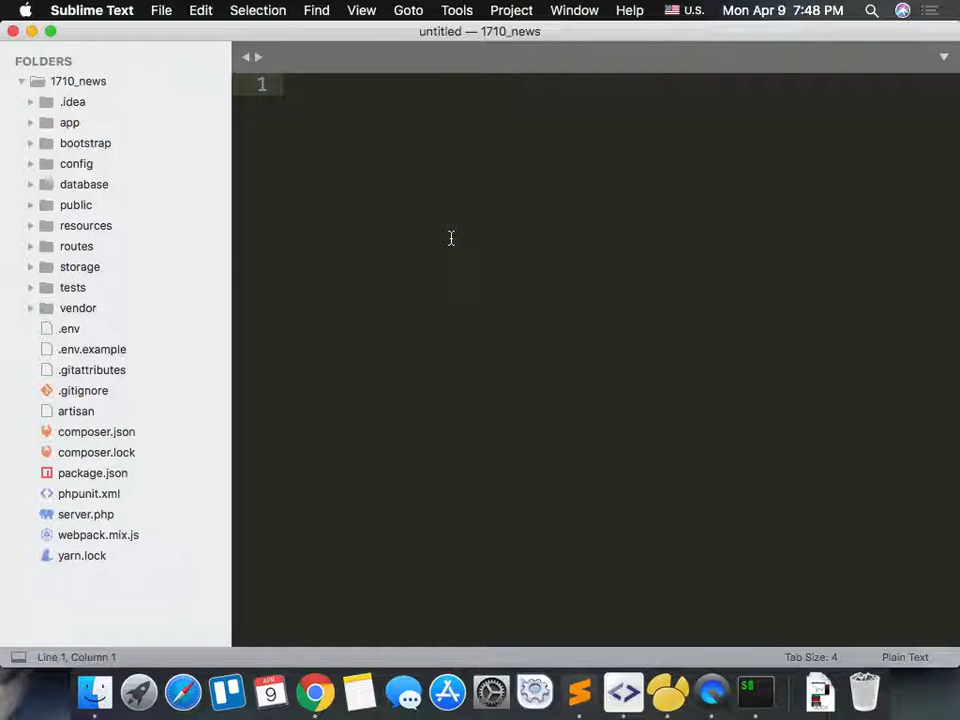 Sublime Text File Edit Selection Find View Goto Tools Project Window Help U.S. Mon Apr 9 7:48 PM
untitled — 1710_news
FOLDERS
1710_news
1
.idea
app
bootstrap
config
database
public
resources
routes
storage
tests
vendor
.env
.env.example
.gitattributes
.gitignore
artisan
composer.json
composer.lock
package.json
phpunit.xml
server.php
webpack.mix.js
yarn.lock
Line 1, Column 1 Tab Size: 4 Plain Text
APR
9
$